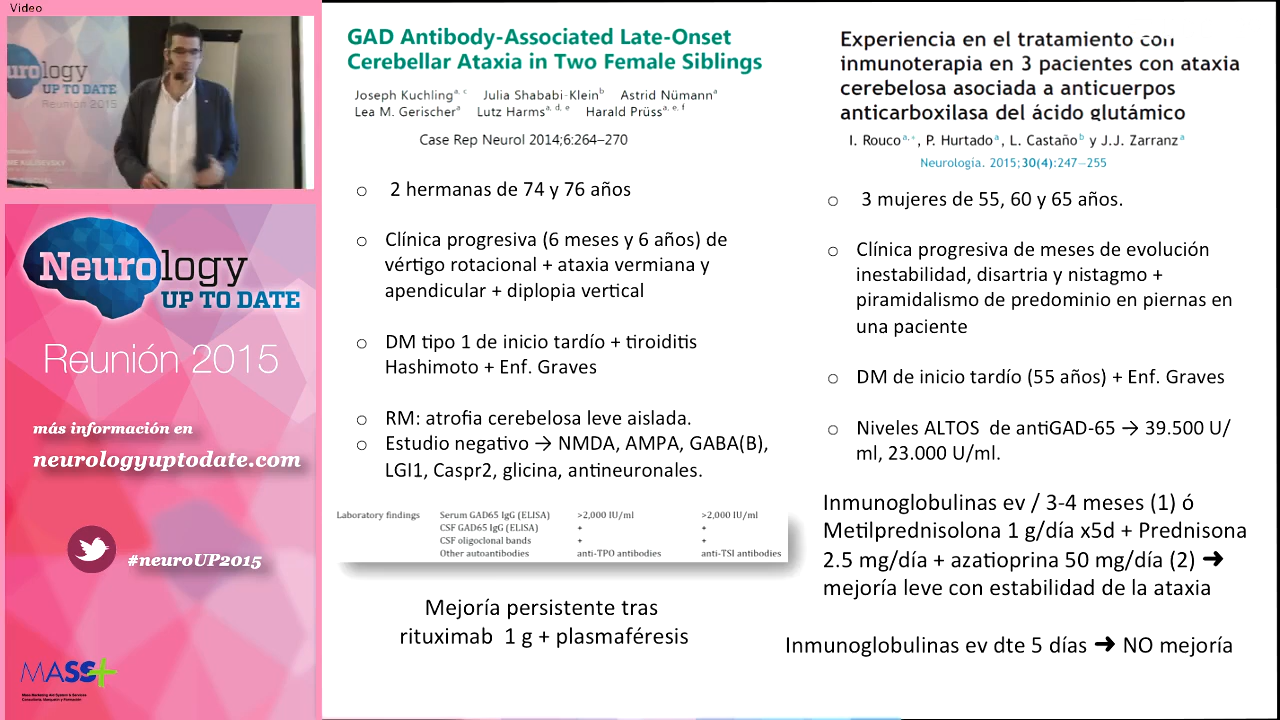 Video
urology
UP TO DATE
Reunión 2015
ME KULISEVSKY
Neurology
UP TO DATE
Reunión 2015
más información en
neurologyuptodate.com
#neuroUP2015
MASS+
GAD Antibody-Associated Late-Onset
Cerebellar Ataxia in Two Female Siblings
Joseph Kuchling a, c Julia Shababi-Klein b Astrid Nümann a
Lea M. Gerischer a Lutz Harms a, d, e Harald Prüss a, e, f
Case Rep Neurol 2014;6:264–270
o 2 hermanas de 74 y 76 años
o Clínica progresiva (6 meses y 6 años) de
vértigo rotacional + ataxia vermiana y
apendicular + diplopia vertical
o DM tipo 1 de inicio tardío + tiroiditis
Hashimoto + Enf. Graves
o RM: atrofia cerebelosa leve aislada.
o Estudio negativo → NMDA, AMPA, GABA(B),
LGI1, Caspr2, glicina, antineuronales.
Laboratory findings Serum GAD65 IgG (ELISA) >2,000 IU/ml >2,000 IU/ml
CSF GAD65 IgG (ELISA) + +
CSF oligoclonal bands + +
Other autoantibodies anti-TPO antibodies anti-TSI antibodies
Mejoría persistente tras
rituximab 1 g + plasmaféresis
Experiencia en el tratamiento con
inmunoterapia en 3 pacientes con ataxia
cerebelosa asociada a anticuerpos
anticarboxilasa del ácido glutámico
I. Rouco a,*, P. Hurtado a, L. Castaño b y J.J. Zarranz a
Neurologia. 2015;30(4):247–255
o 3 mujeres de 55, 60 y 65 años.
o Clínica progresiva de meses de evolución
inestabilidad, disartria y nistagmo +
piramidalismo de predominio en piernas en
una paciente
o DM de inicio tardío (55 años) + Enf. Graves
o Niveles ALTOS de antiGAD-65 → 39.500 U/
ml, 23.000 U/ml.
Inmunoglobulinas ev / 3-4 meses (1) ó
Metilprednisolona 1 g/día x5d + Prednisona
2.5 mg/día + azatioprina 50 mg/día (2) ➜
mejoría leve con estabilidad de la ataxia
Inmunoglobulinas ev dte 5 días ➜ NO mejoría